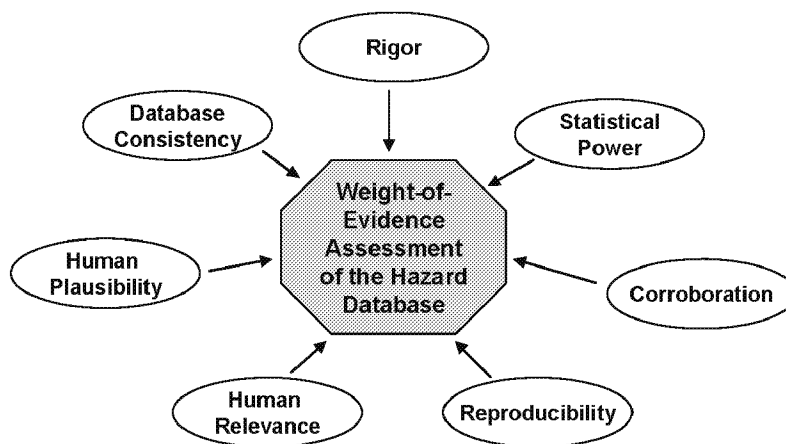 Rigor
Database
Consistency
Statistical
Power
Weight-of-
Evidence
Assessment
of the Hazard
Database
Human
Plausibility
Corroboration
Human
Relevance
Reproducibility